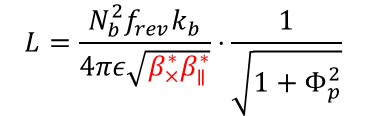 L = \frac{N_b^2 f_{rev} k_b}{4\pi\epsilon\sqrt{\beta_\times^* \beta_\parallel^*}} \cdot \frac{1}{\sqrt{1 + \Phi_p^2}}